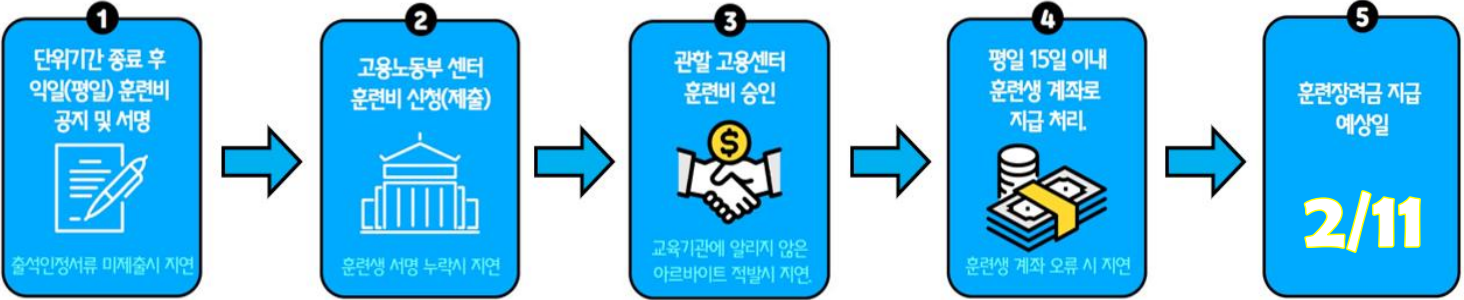 1
단위기간 종료 후
익일(평일) 훈련비
공지 및 서명
출석인정서류 미제출시 지연
2
고용노동부 센터
훈련비 신청(제출)
훈련생 서명 누락시 지연
3
관할 고용센터
훈련비 승인
$
교육기관에 알리지 않은
아르바이트 적발시 지연.
4
평일 15일 이내
훈련생 계좌로
지급 처리.
훈련생 계좌 오류 시 지연
5
훈련장려금 지급
예상일
2/11